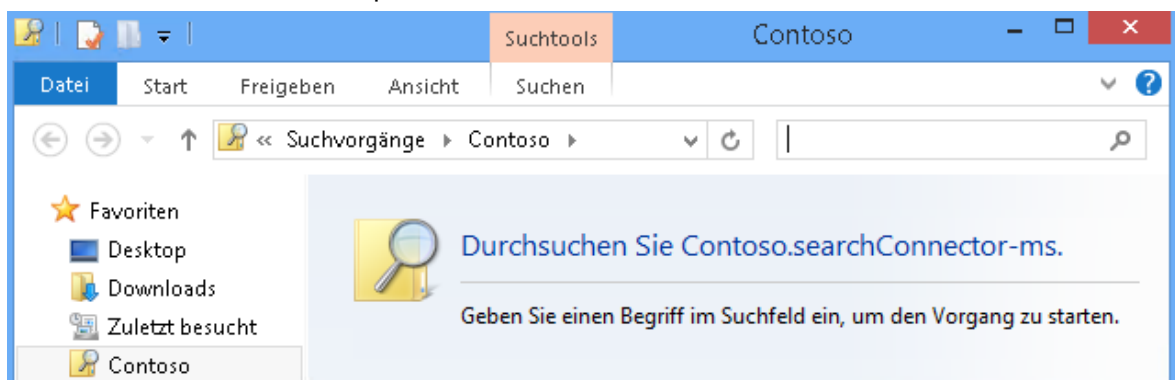 Suchtools Contoso
Datei Start Freigeben Ansicht Suchen
« Suchvorgänge Contoso
Favoriten
Desktop
Downloads
Zuletzt besucht
Contoso
Durchsuchen Sie Contoso.searchConnector-ms.
Geben Sie einen Begriff im Suchfeld ein, um den Vorgang zu starten.